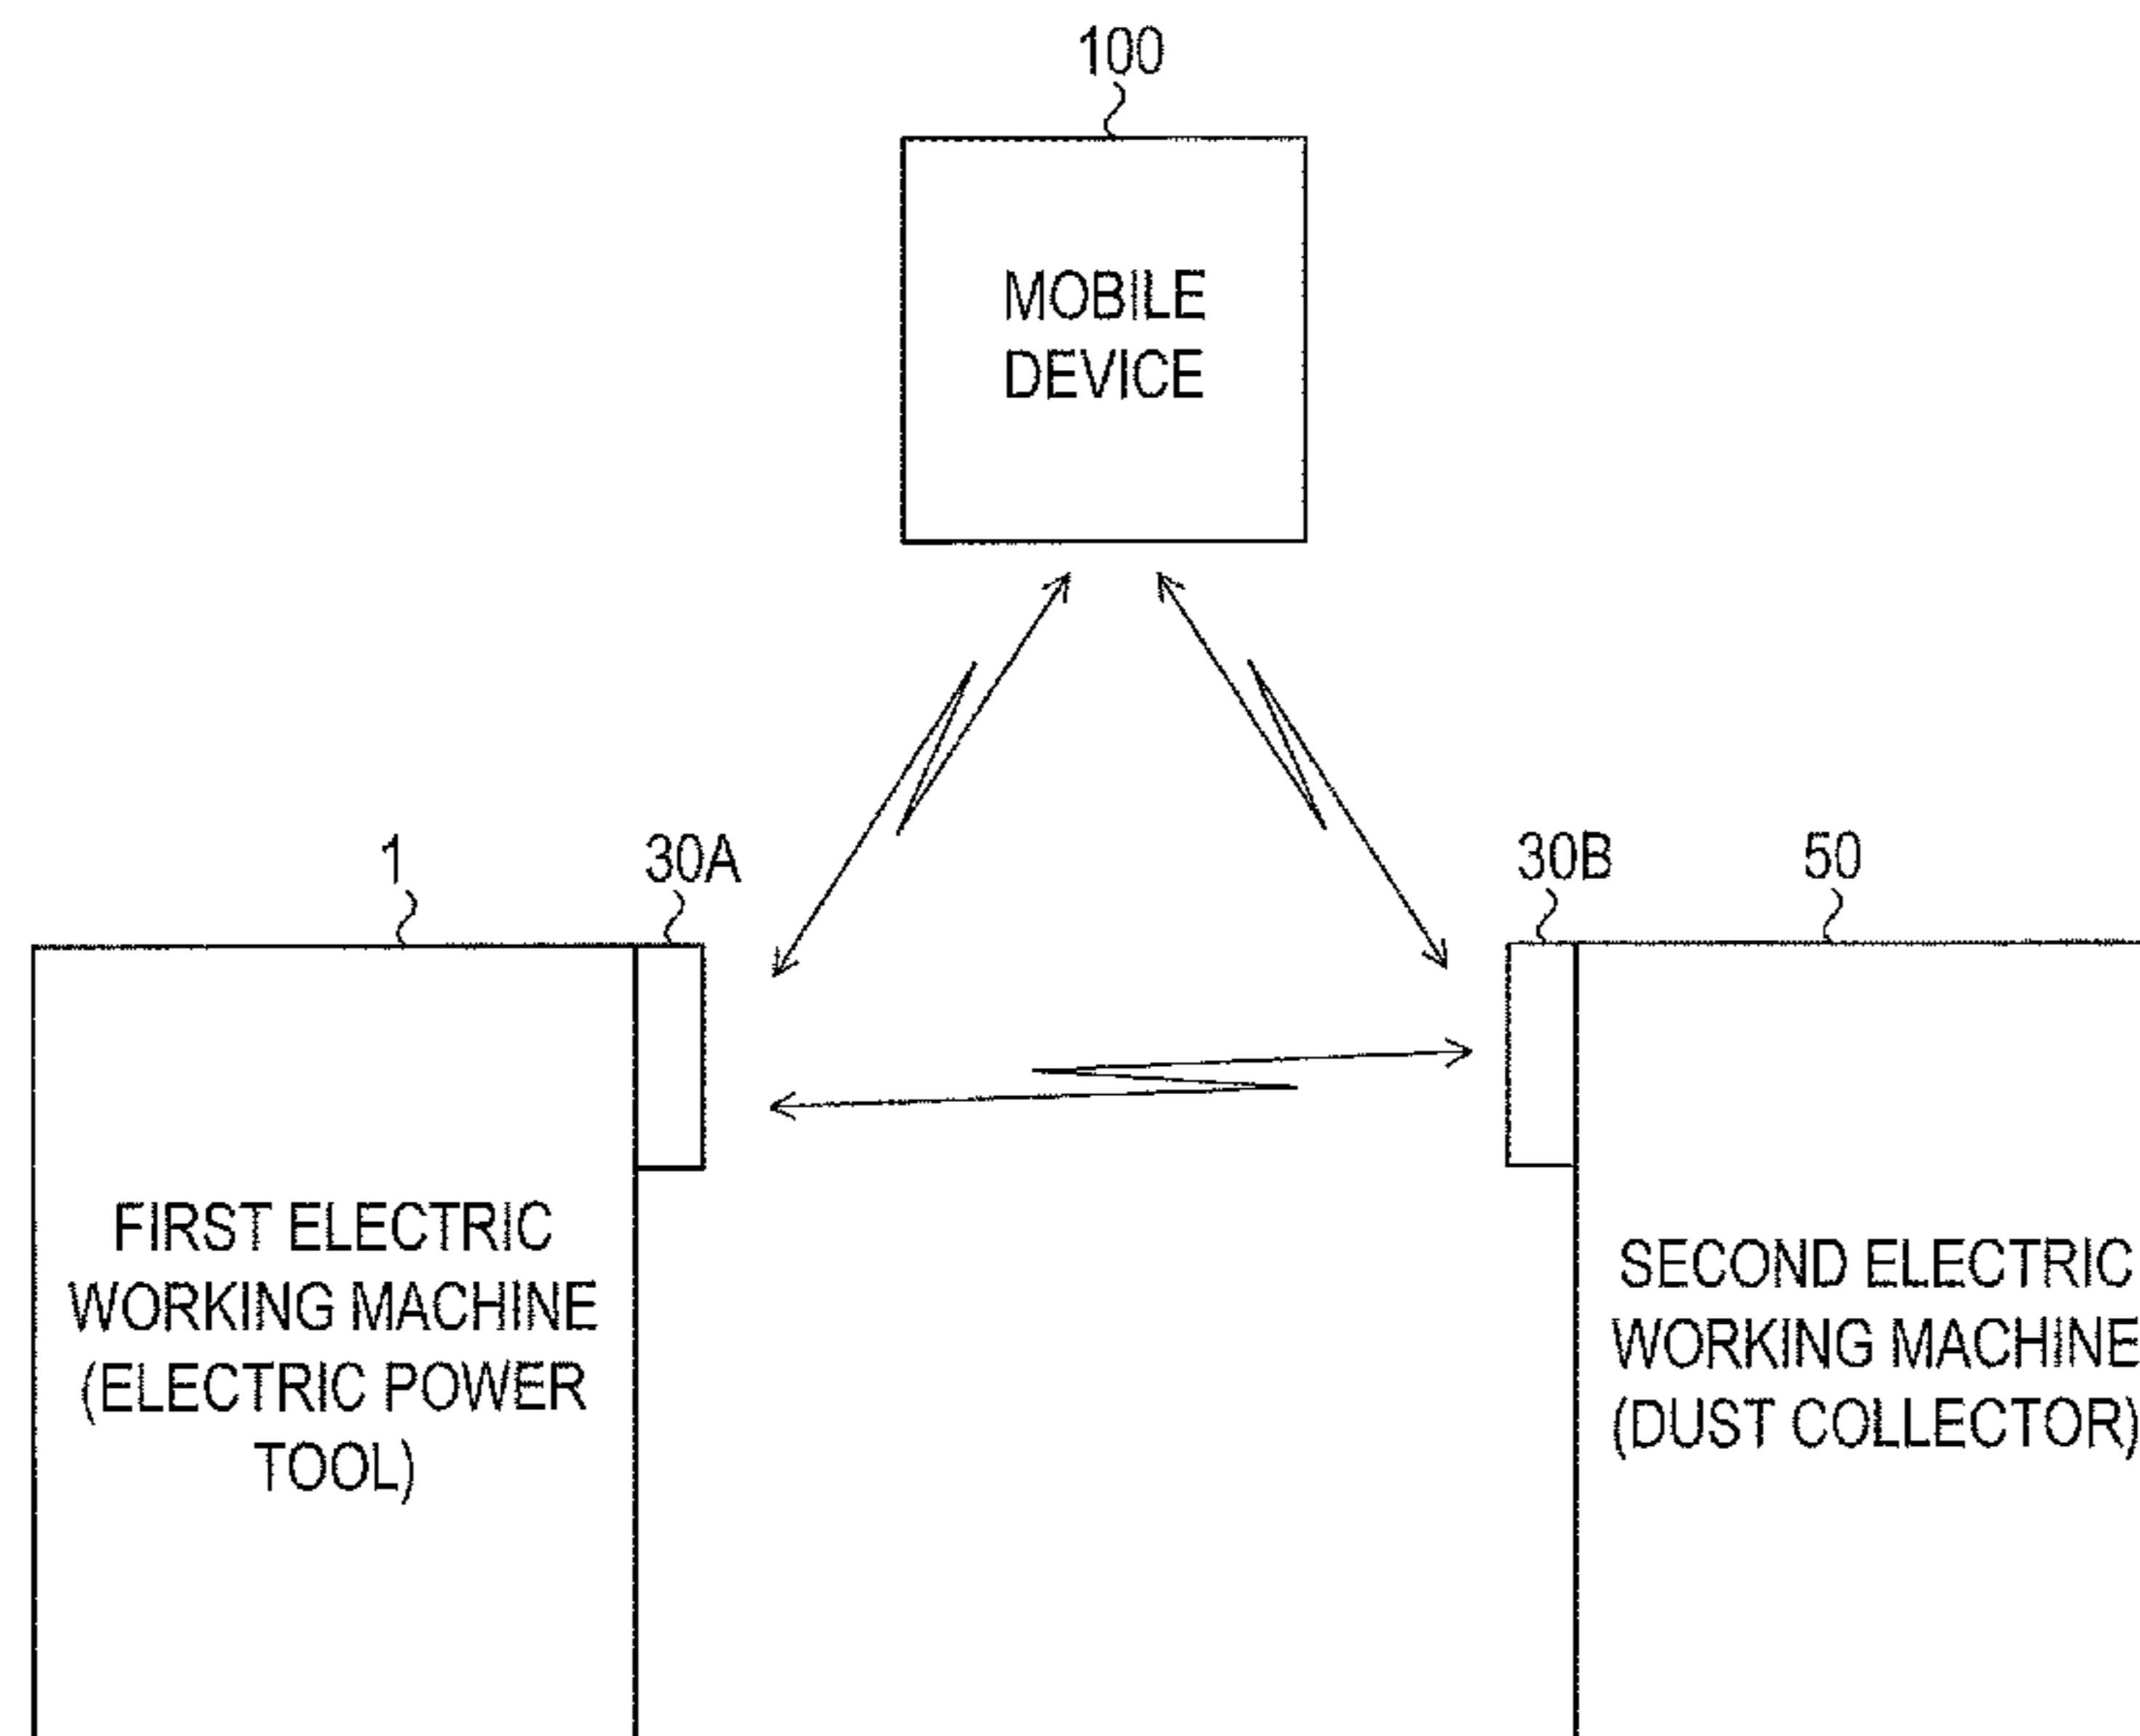 100
MOBILE
DEVICE
1
30A
30B
50
FIRST ELECTRIC
WORKING MACHINE
(ELECTRIC POWER
TOOL)
SECOND ELECTRIC
WORKING MACHINE
(DUST COLLECTOR)